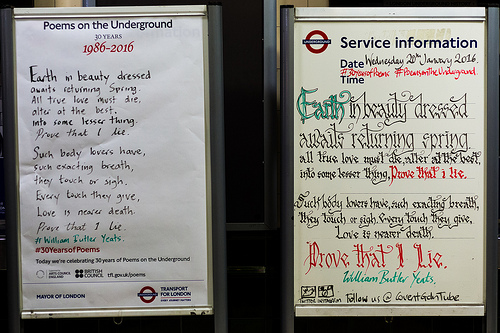 Poems on the Underground
30 YEARS
1986-2016
Earth in beauty dressed
awaits returning Spring.
All true love must die,
alter at the best
into some lesser thing.
Prove that I lie.
Such body lovers have,
such exacting breath,
they touch or sigh.
Every touch they give,
Love is nearer death.
Prove that I lie.
#William Butler Yeats.
#30YearsofPoems
Today we're celebrating 30 years of Poems on the Underground
ARTS COUNCIL ENGLAND
BRITISH COUNCIL
tfl.gov.uk/poems
MAYOR OF LONDON
TRANSPORT FOR LONDON
EVERY JOURNEY MATTERS
UNDERGROUND
Service information
Date Wednesday 20th January 2016.
#30YearsofPoems #PoemsontheUnderground
Time
Earth in beauty dressed
awaits returning spring.
all true love must die, alter at the best,
into some lesser thing, Prove that i lie.
Such body lovers have, such exacting breath,
they touch or sigh. Every touch they give,
Love is nearer death.
Prove that I Lie.
William Butler Yeats.
TWITTER INSTAGRAM
follow us @ CoventGdnTube